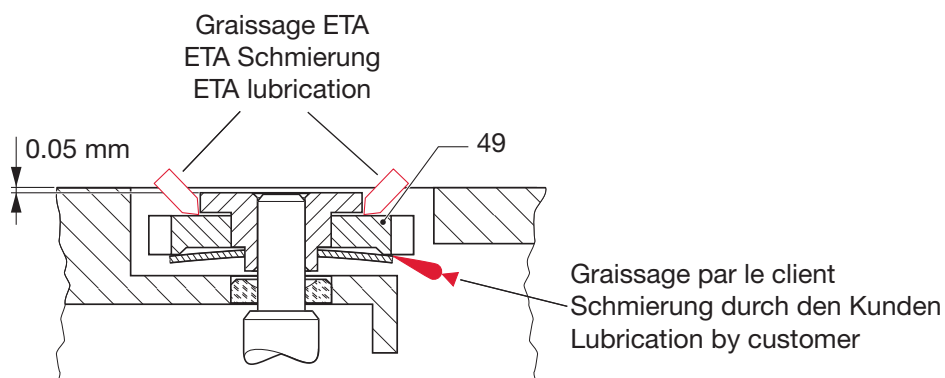 Graissage ETA
ETA Schmierung
ETA lubrication
0.05 mm
49
Graissage par le client
Schmierung durch den Kunden
Lubrication by customer